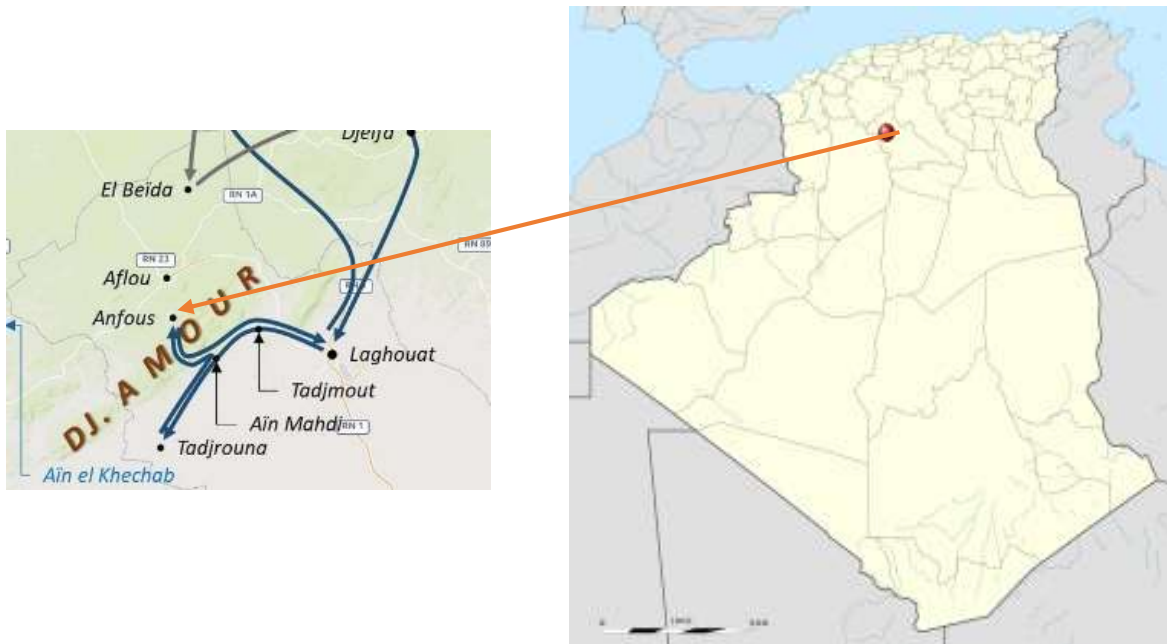 Djelfa
El Beïda
RN 1A
RN 89
Aflou
RN 23
Anfous
DJ. AMOUR
Laghouat
Tadjmout
Aïn Mahdi
RN 1
Tadjrouna
Aïn el Khechab